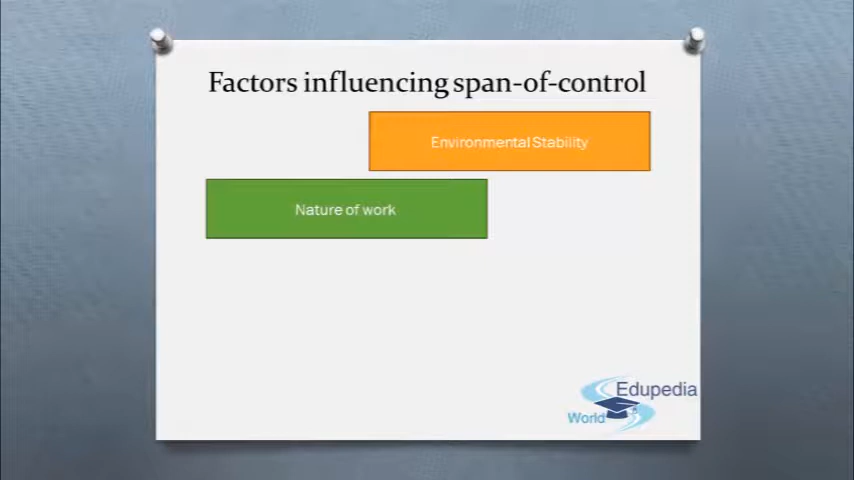 Factors influencing span-of-control
Environmental Stability
Nature of work
Edupedia
World